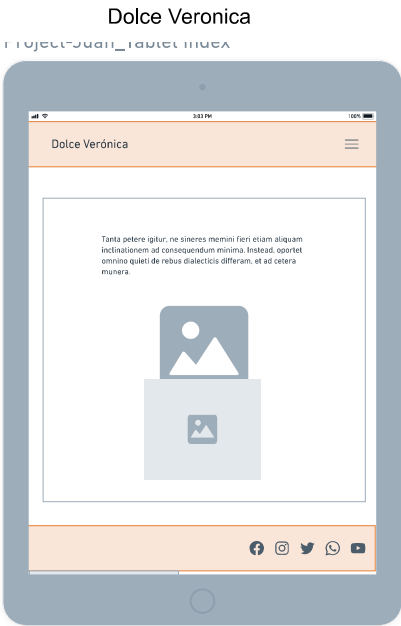 Dolce Veronica
Project-Juan_Tablet Index
3:03 PM
100%
Dolce Verónica
Tanta petere igitur, ne sineres memini fieri etiam aliquam
inclinationem ad consequendum minima. Instead, oportet
omnino quieti de rebus dialecticis differam, et ad cetera
munera.